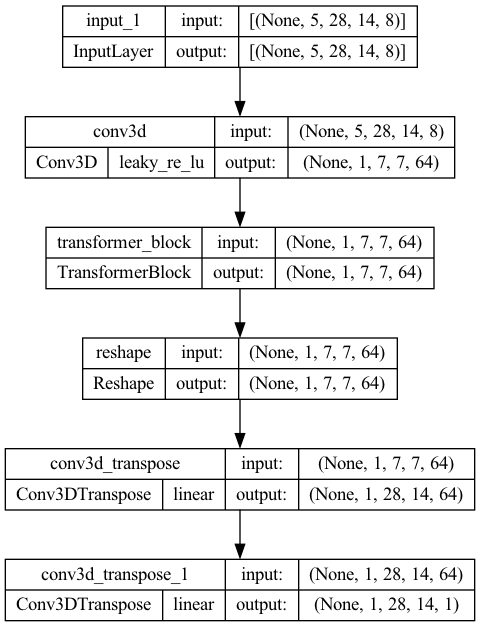 input_1 input: [(None, 5, 28, 14, 8)]
InputLayer output: [(None, 5, 28, 14, 8)]
conv3d input: (None, 5, 28, 14, 8)
Conv3D leaky_re_lu output: (None, 1, 7, 7, 64)
transformer_block input: (None, 1, 7, 7, 64)
TransformerBlock output: (None, 1, 7, 7, 64)
reshape input: (None, 1, 7, 7, 64)
Reshape output: (None, 1, 7, 7, 64)
conv3d_transpose input: (None, 1, 7, 7, 64)
Conv3DTranspose linear output: (None, 1, 28, 14, 64)
conv3d_transpose_1 input: (None, 1, 28, 14, 64)
Conv3DTranspose linear output: (None, 1, 28, 14, 1)